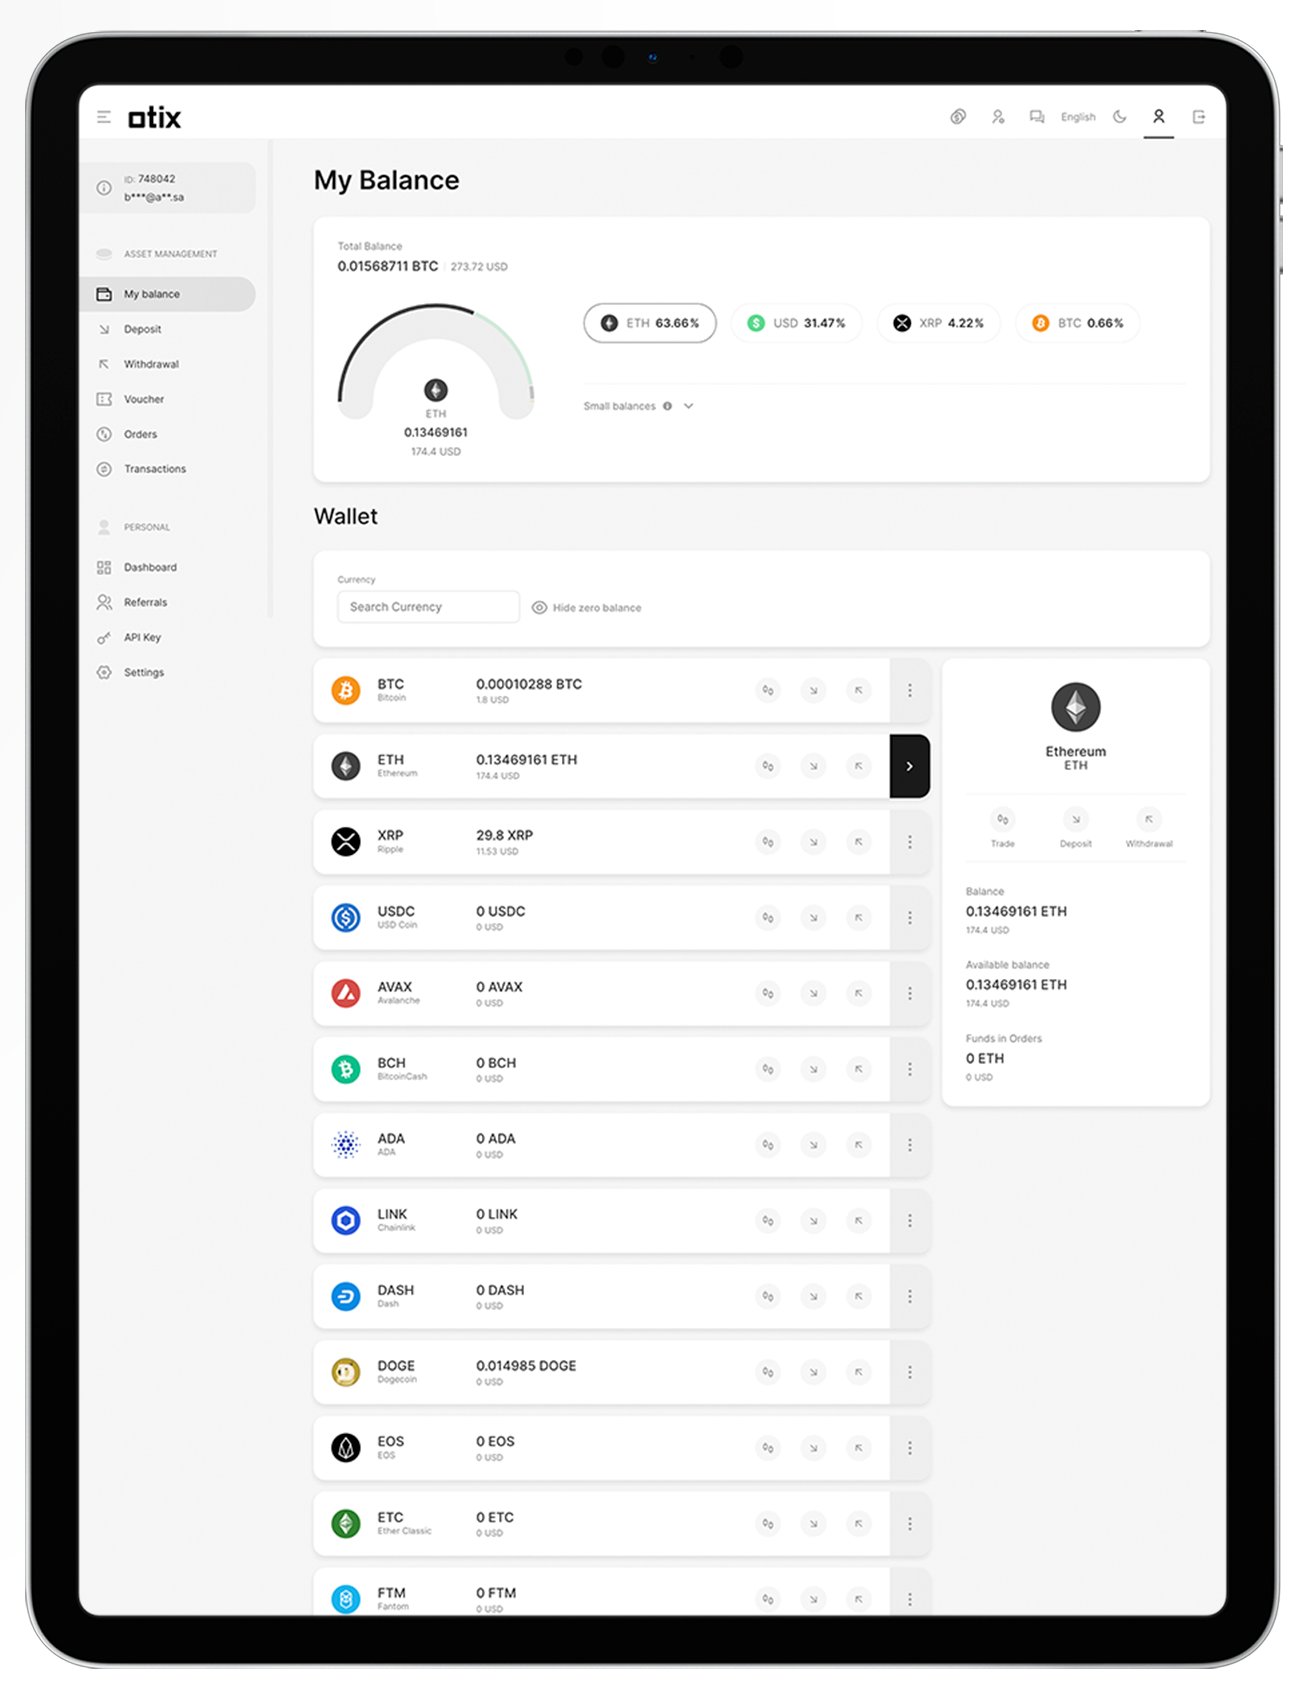 otix
English
ID: 748042
b***@a**.sa
ASSET MANAGEMENT
My balance
Deposit
Withdrawal
Voucher
Orders
Transactions
PERSONAL
Dashboard
Referrals
API Key
Settings
My Balance
Total Balance
0.01568711 BTC 273.72 USD
ETH 63.66%
USD 31.47%
XRP 4.22%
BTC 0.66%
ETH
0.13469161
174.4 USD
Small balances
Wallet
Currency
Search Currency
Hide zero balance
BTC
Bitcoin
0.00010288 BTC
1.8 USD
ETH
Ethereum
0.13469161 ETH
174.4 USD
XRP
Ripple
29.8 XRP
11.53 USD
USDC
USD Coin
0 USDC
0 USD
AVAX
Avalanche
0 AVAX
0 USD
BCH
BitcoinCash
0 BCH
0 USD
ADA
ADA
0 ADA
0 USD
LINK
Chainlink
0 LINK
0 USD
DASH
Dash
0 DASH
0 USD
DOGE
Dogecoin
0.014985 DOGE
0 USD
EOS
EOS
0 EOS
0 USD
ETC
Ether Classic
0 ETC
0 USD
FTM
Fantom
0 FTM
0 USD
Ethereum
ETH
Trade
Deposit
Withdrawal
Balance
0.13469161 ETH
174.4 USD
Available balance
0.13469161 ETH
174.4 USD
Funds in Orders
0 ETH
0 USD